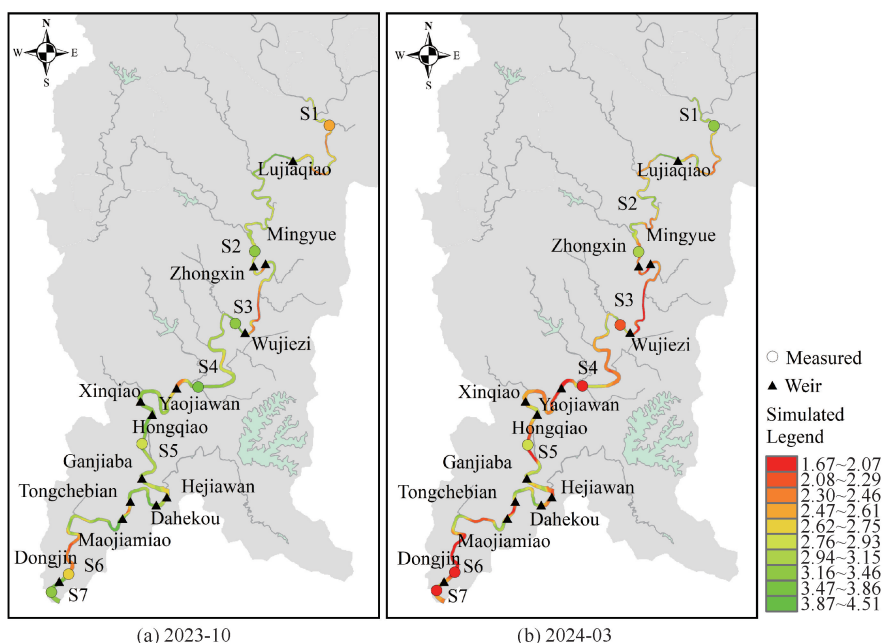 N
W E
S
S1
Lujiaqiao
S2
Mingyue
Zhongxin
S3
Wujiezi
S4
Xinqiao
Yaojiawan
Hongqiao
S5
Ganjiaba
Tongchebian
Hejiawan
Dahekou
Maojiamiao
Dongjin
S6
S7
(a) 2023-10
N
W E
S
S1
Lujiaqiao
S2
Mingyue
Zhongxin
S3
Wujiezi
S4
Xinqiao
Yaojiawan
Hongqiao
S5
Ganjiaba
Tongchebian
Hejiawan
Dahekou
Maojiamiao
Dongjin
S6
S7
(b) 2024-03
Measured
Weir
Simulated
Legend
1.67~2.07
2.08~2.29
2.30~2.46
2.47~2.61
2.62~2.75
2.76~2.93
2.94~3.15
3.16~3.46
3.47~3.86
3.87~4.51